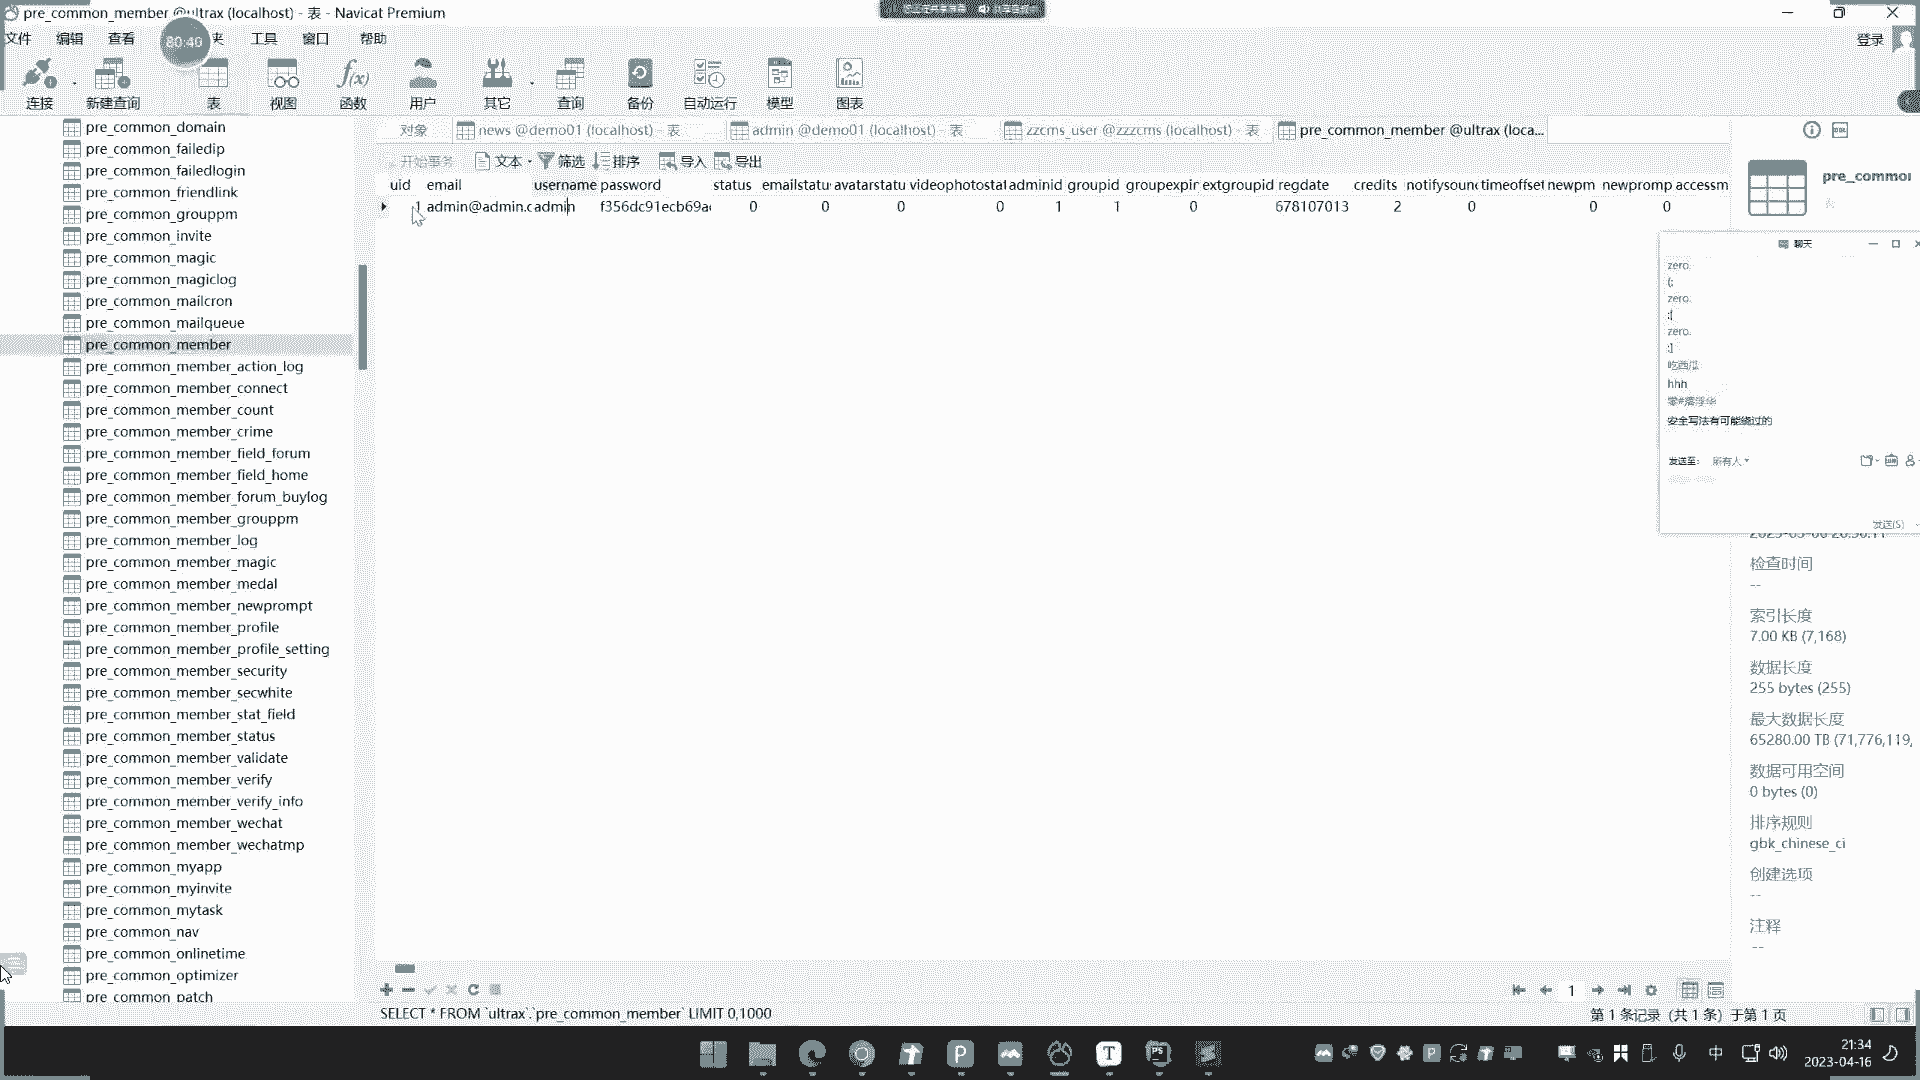 pre_common_member @ultrax (localhost) - 表 - Navicat Premium
文件 编辑 查看 夹 工具 窗口 帮助
80:40
登录
连接 新建查询 表 视图 函数 用户 其它 查询 备份 自动运行 模型 图表
对象 news @demo01 (localhost) - 表 admin @demo01 (localhost) - 表 zzcms_user @zzzcms (localhost) - 表 pre_common_member @ultrax (loca...
开始事务 文本 筛选 排序 导入 导出
uid email username password status emailstatu avatarstatu videophotostat adminid groupid groupexpir extgroupid regdate credits notifysound timeoffset newpm newpromp accessm
1 admin@admin.c admin f356dc91ecb69a 0 0 0 0 1 1 0 678107013 2 0 0 0
pre_common_domain
pre_common_failedip
pre_common_failedlogin
pre_common_friendlink
pre_common_grouppm
pre_common_invite
pre_common_magic
pre_common_magiclog
pre_common_mailcron
pre_common_mailqueue
pre_common_member
pre_common_member_action_log
pre_common_member_connect
pre_common_member_count
pre_common_member_crime
pre_common_member_field_forum
pre_common_member_field_home
pre_common_member_forum_buylog
pre_common_member_grouppm
pre_common_member_log
pre_common_member_magic
pre_common_member_medal
pre_common_member_newprompt
pre_common_member_profile
pre_common_member_profile_setting
pre_common_member_security
pre_common_member_secwhite
pre_common_member_stat_field
pre_common_member_status
pre_common_member_validate
pre_common_member_verify
pre_common_member_verify_info
pre_common_member_wechat
pre_common_member_wechatmp
pre_common_myapp
pre_common_myinvite
pre_common_mytask
pre_common_nav
pre_common_onlinetime
pre_common_optimizer
pre_common_patch
pre_commo
表
聊天
zero.
(;
zero.
:[
zero.
:]
吃西瓜
hhh
安全写法有可能绕过的
发送至: 所有人
发送(S)
检查时间
--
索引长度
7.00 KB (7,168)
数据长度
255 bytes (255)
最大数据长度
65280.00 TB (71,776,119,
数据可用空间
0 bytes (0)
排序规则
gbk_chinese_ci
创建选项
--
注释
--
1
SELECT * FROM `ultrax`.`pre_common_member` LIMIT 0,1000
第 1 条记录 (共 1 条) 于第 1 页
中
21:34
2023-04-16